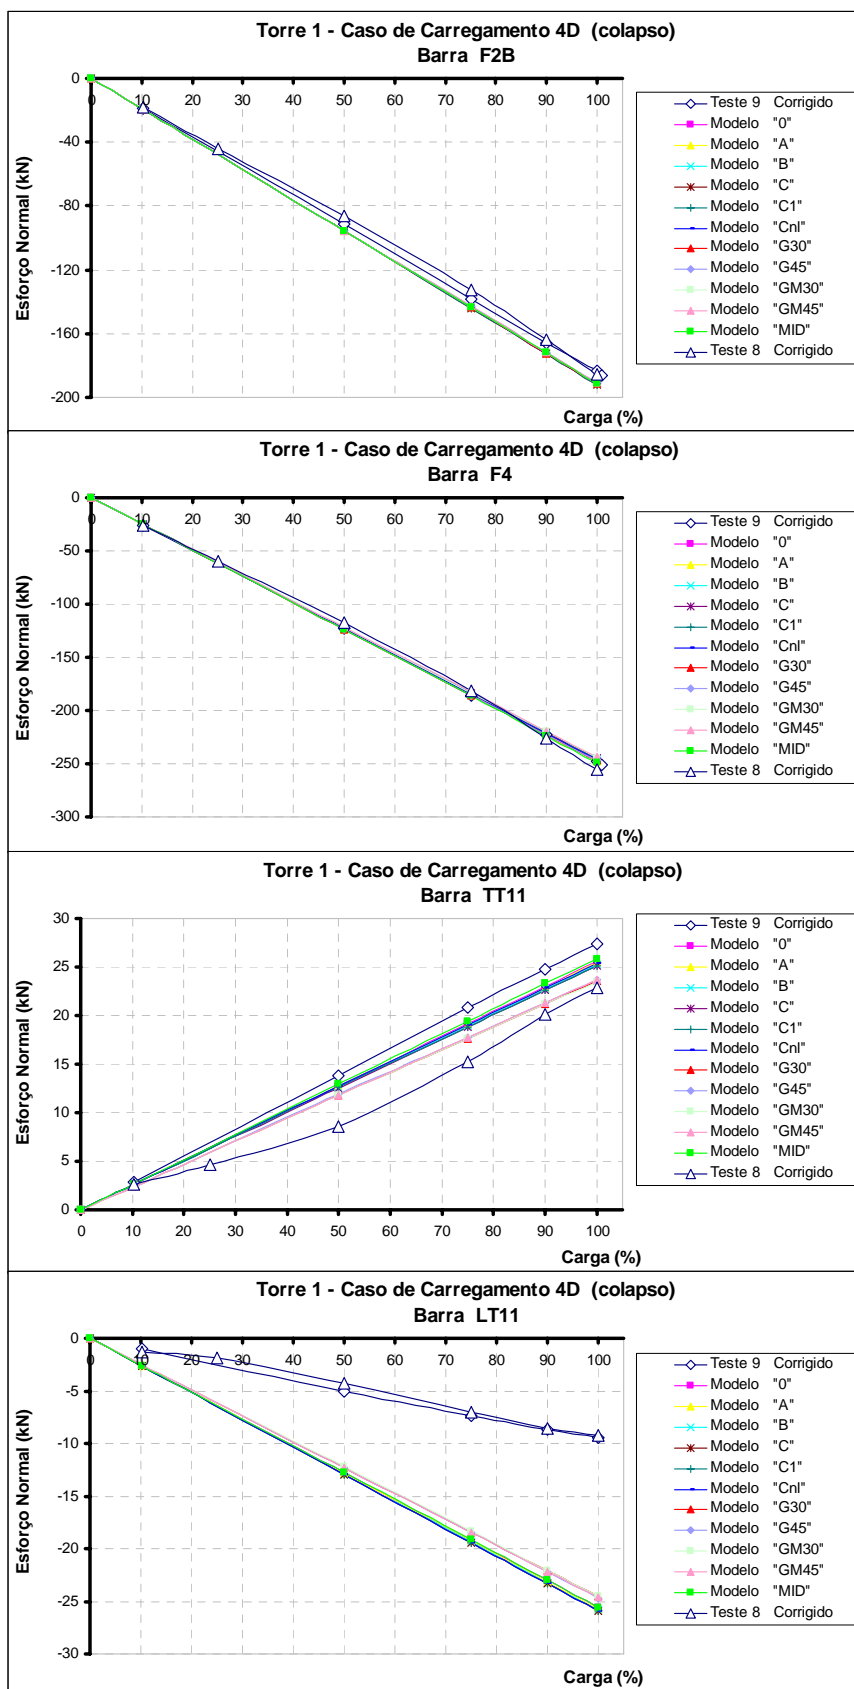 Torre 1 - Caso de Carregamento 4D (colapso)
Barra F2B
0
0 10 20 30 40 50 60 70 80 90 100
-40
-80
-120
-160
-200
Esforço Normal (kN)
Carga (%)
Teste 9 Corrigido
Modelo "0"
Modelo "A"
Modelo "B"
Modelo "C"
Modelo "C1"
Modelo "Cnl"
Modelo "G30"
Modelo "G45"
Modelo "GM30"
Modelo "GM45"
Modelo "MID"
Teste 8 Corrigido
Torre 1 - Caso de Carregamento 4D (colapso)
Barra F4
0
0 10 20 30 40 50 60 70 80 90 100
-50
-100
-150
-200
-250
-300
Esforço Normal (kN)
Carga (%)
Teste 9 Corrigido
Modelo "0"
Modelo "A"
Modelo "B"
Modelo "C"
Modelo "C1"
Modelo "Cnl"
Modelo "G30"
Modelo "G45"
Modelo "GM30"
Modelo "GM45"
Modelo "MID"
Teste 8 Corrigido
Torre 1 - Caso de Carregamento 4D (colapso)
Barra TT11
30
25
20
15
10
5
0
0 10 20 30 40 50 60 70 80 90 100
Esforço Normal (kN)
Carga (%)
Teste 9 Corrigido
Modelo "0"
Modelo "A"
Modelo "B"
Modelo "C"
Modelo "C1"
Modelo "Cnl"
Modelo "G30"
Modelo "G45"
Modelo "GM30"
Modelo "GM45"
Modelo "MID"
Teste 8 Corrigido
Torre 1 - Caso de Carregamento 4D (colapso)
Barra LT11
0
0 10 20 30 40 50 60 70 80 90 100
-5
-10
-15
-20
-25
-30
Esforço Normal (kN)
Carga (%)
Teste 9 Corrigido
Modelo "0"
Modelo "A"
Modelo "B"
Modelo "C"
Modelo "C1"
Modelo "Cnl"
Modelo "G30"
Modelo "G45"
Modelo "GM30"
Modelo "GM45"
Modelo "MID"
Teste 8 Corrigido